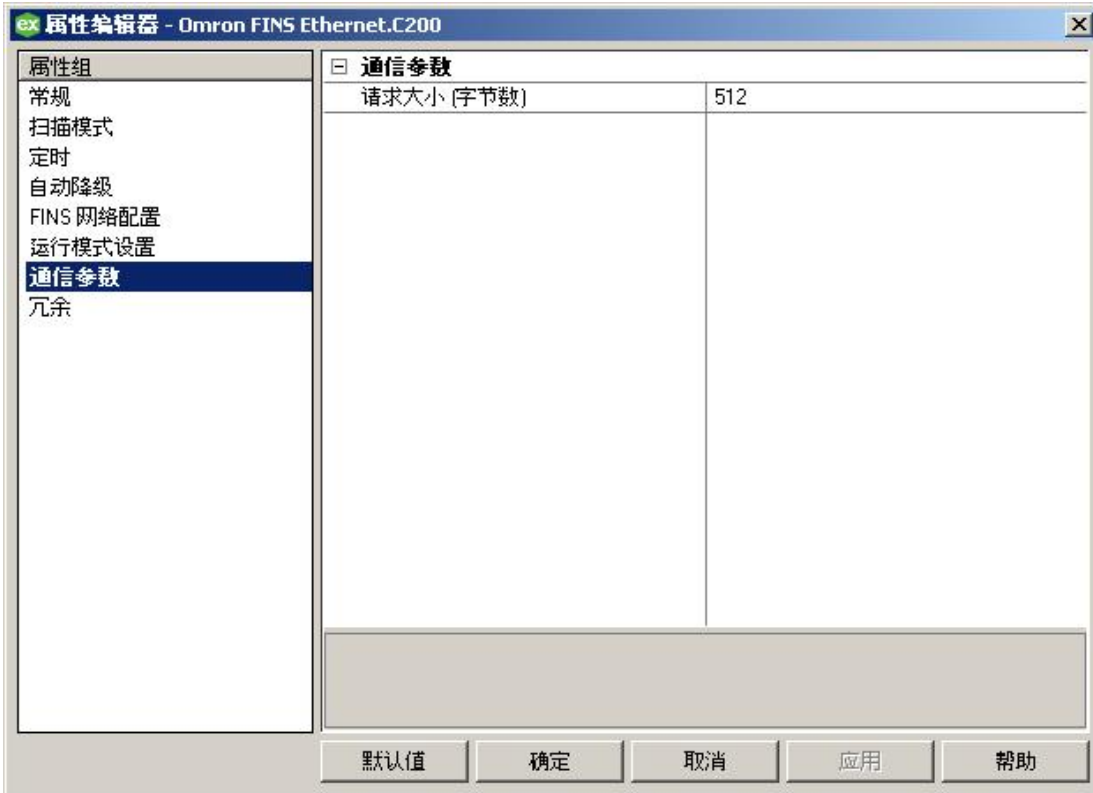 ex 属性编辑器 - Omron FINS Ethernet.C200
属性组
常规
扫描模式
定时
自动降级
FINS 网络配置
运行模式设置
通信参数
冗余
通信参数
请求大小 (字节数) 512
默认值 确定 取消 应用 帮助